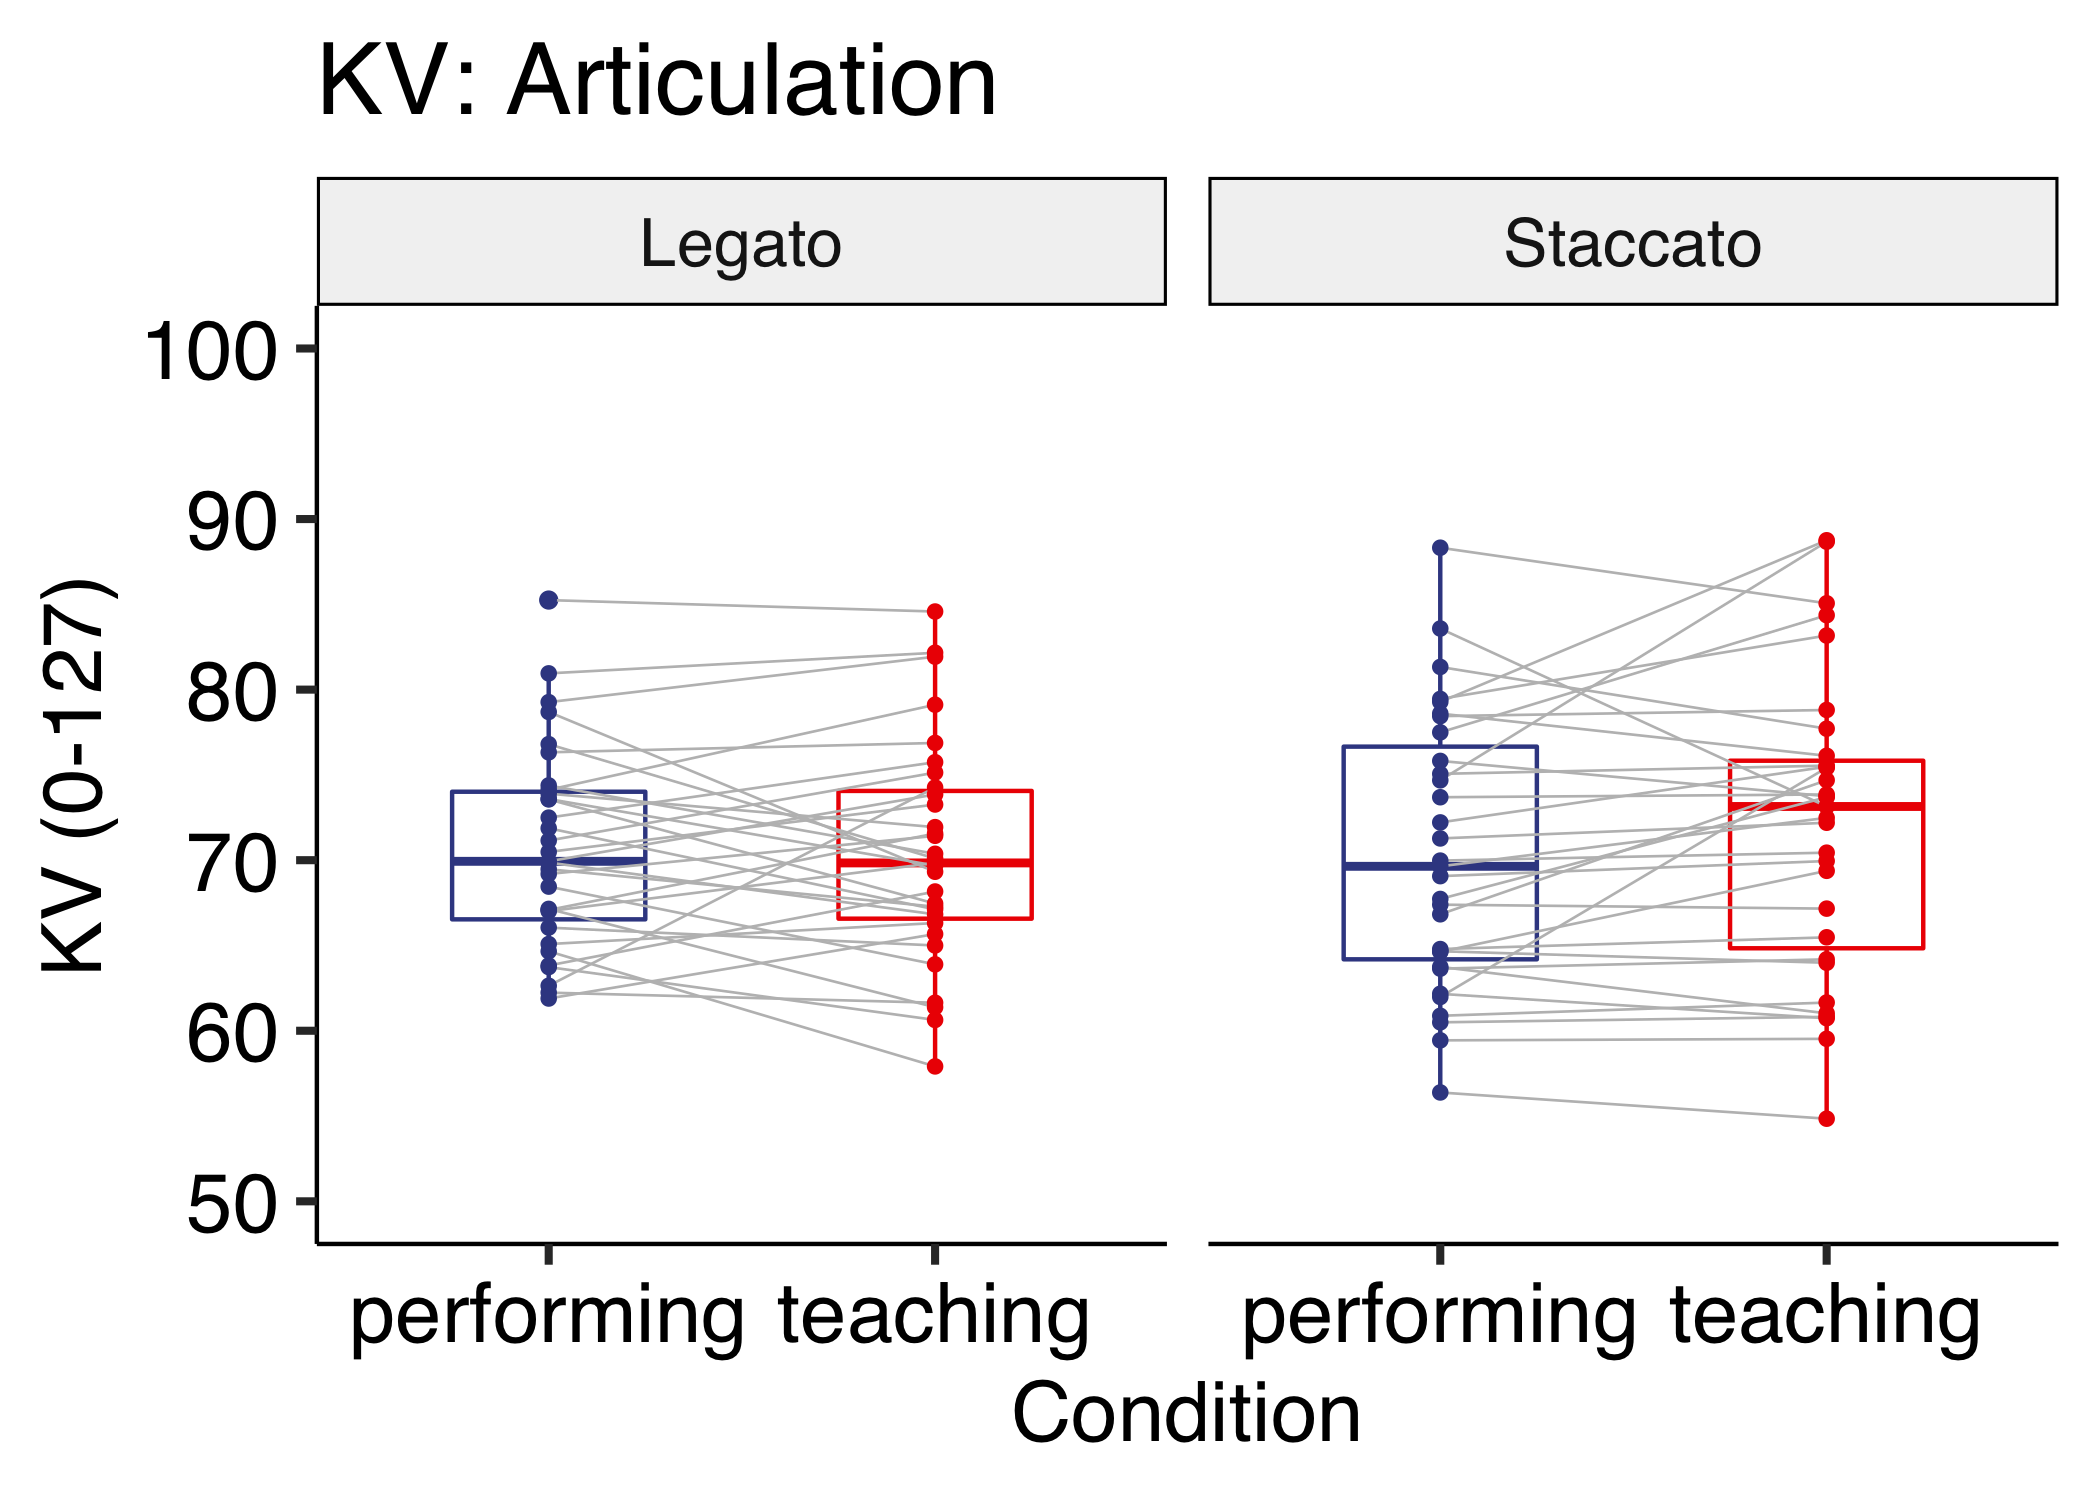 KV: Articulation
Legato Staccato
KV (0-127)
100
90
80
70
60
50
performing teaching performing teaching
Condition